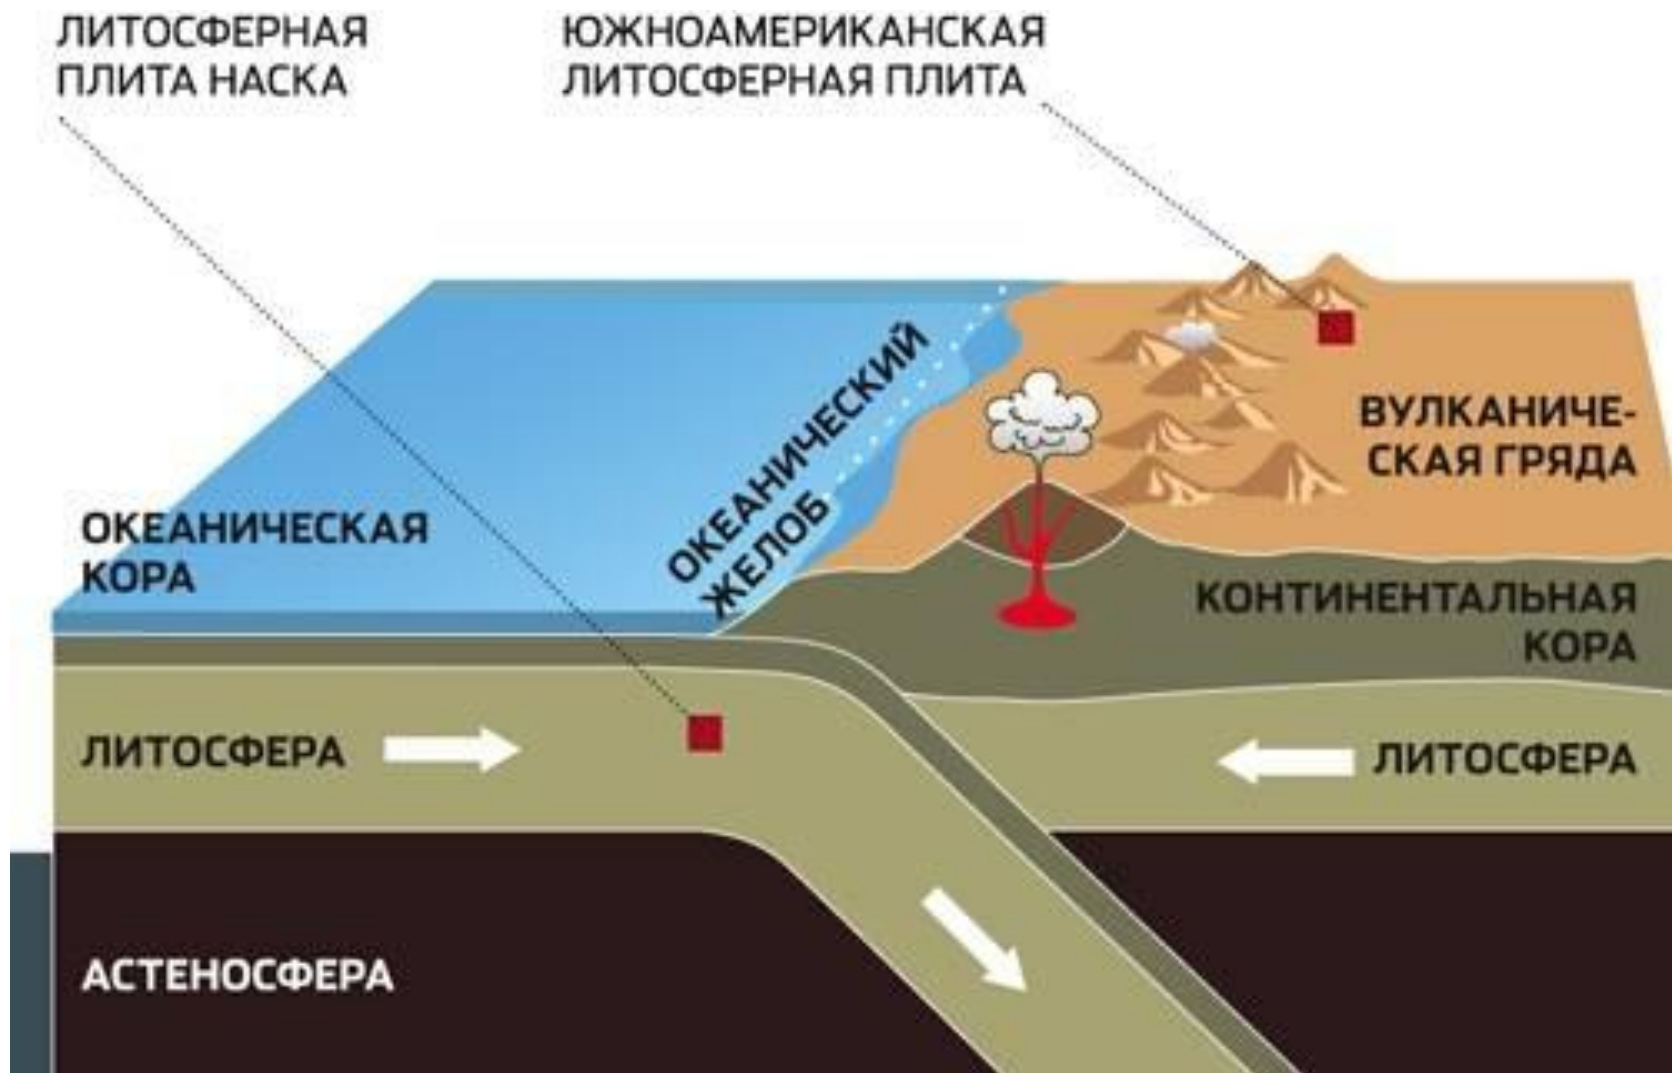 ЛИТОСФЕРНАЯ
ПЛИТА НАСКА
ЮЖНОАМЕРИКАНСКАЯ
ЛИТОСФЕРНАЯ ПЛИТА
ОКЕАНИЧЕСКИЙ
ЖЕЛОБ
ВУЛКАНИЧЕ-
СКАЯ ГРЯДА
ОКЕАНИЧЕСКАЯ
КОРА
КОНТИНЕНТАЛЬНАЯ
КОРА
ЛИТОСФЕРА
ЛИТОСФЕРА
АСТЕНОСФЕРА